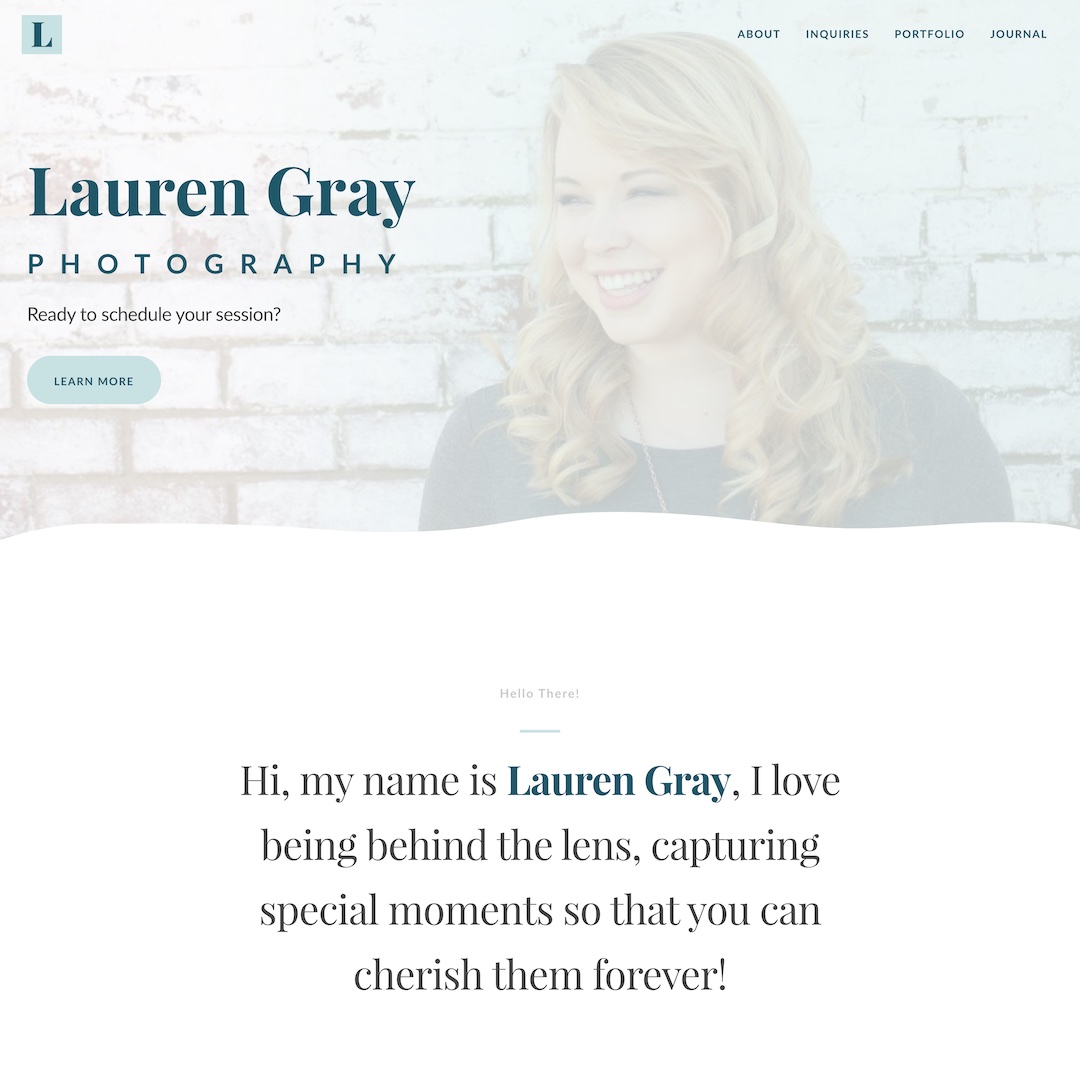 L
ABOUT INQUIRIES PORTFOLIO JOURNAL
Lauren Gray
PHOTOGRAPHY
Ready to schedule your session?
LEARN MORE
Hello There!
Hi, my name is Lauren Gray, I love
being behind the lens, capturing
special moments so that you can
cherish them forever!